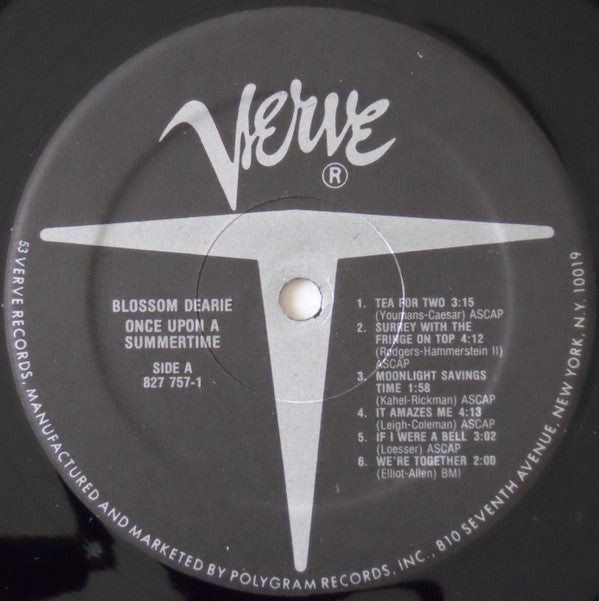 Verve
®
BLOSSOM DEARIE
ONCE UPON A
SUMMERTIME
SIDE A
827 757-1
1. TEA FOR TWO 3:15
(Youmans-Caesar) ASCAP
2. SURREY WITH THE
FRINGE ON TOP 4:12
(Rodgers-Hammerstein II)
ASCAP
3. MOONLIGHT SAVINGS
TIME 1:58
(Kahel-Rickman) ASCAP
4. IT AMAZES ME 4:13
(Leigh-Coleman) ASCAP
5. IF I WERE A BELL 3:02
(Loesser) ASCAP
6. WE'RE TOGETHER 2:00
(Elliot-Allen) BMI
53 VERVE RECORDS, MANUFACTURED AND MARKETED BY POLYGRAM RECORDS, INC., 810 SEVENTH AVENUE, NEW YORK, N.Y. 10019